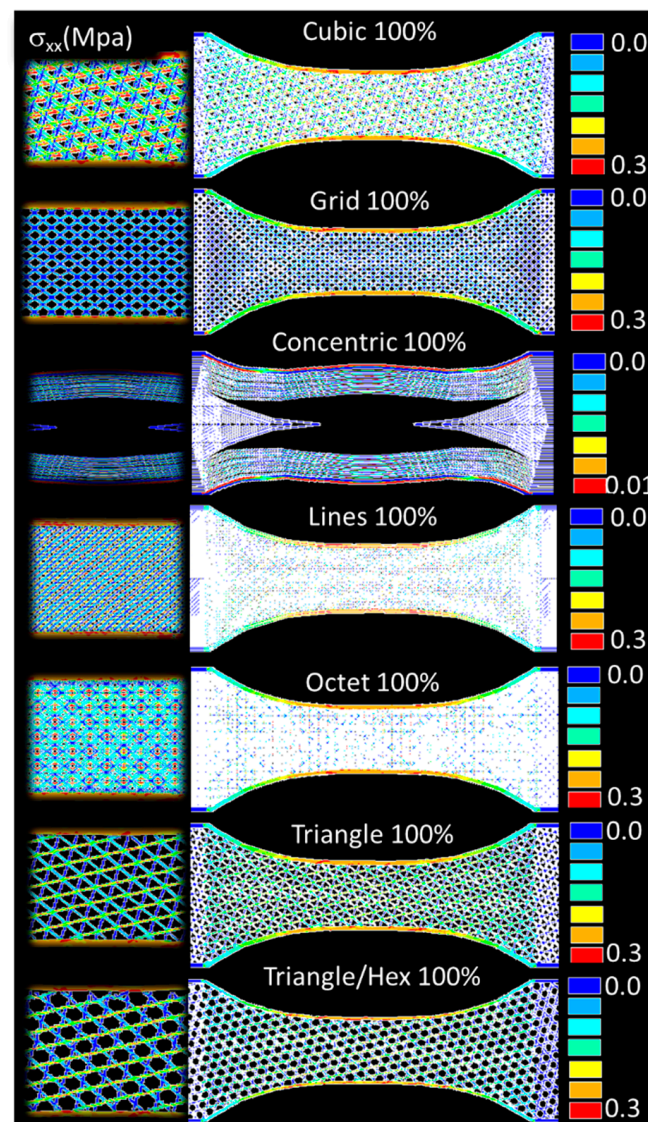 σxx(Mpa)
Cubic 100%
0.0
0.3
Grid 100%
0.0
0.3
Concentric 100%
0.0
0.01
Lines 100%
0.0
0.3
Octet 100%
0.0
0.3
Triangle 100%
0.0
0.3
Triangle/Hex 100%
0.0
0.3